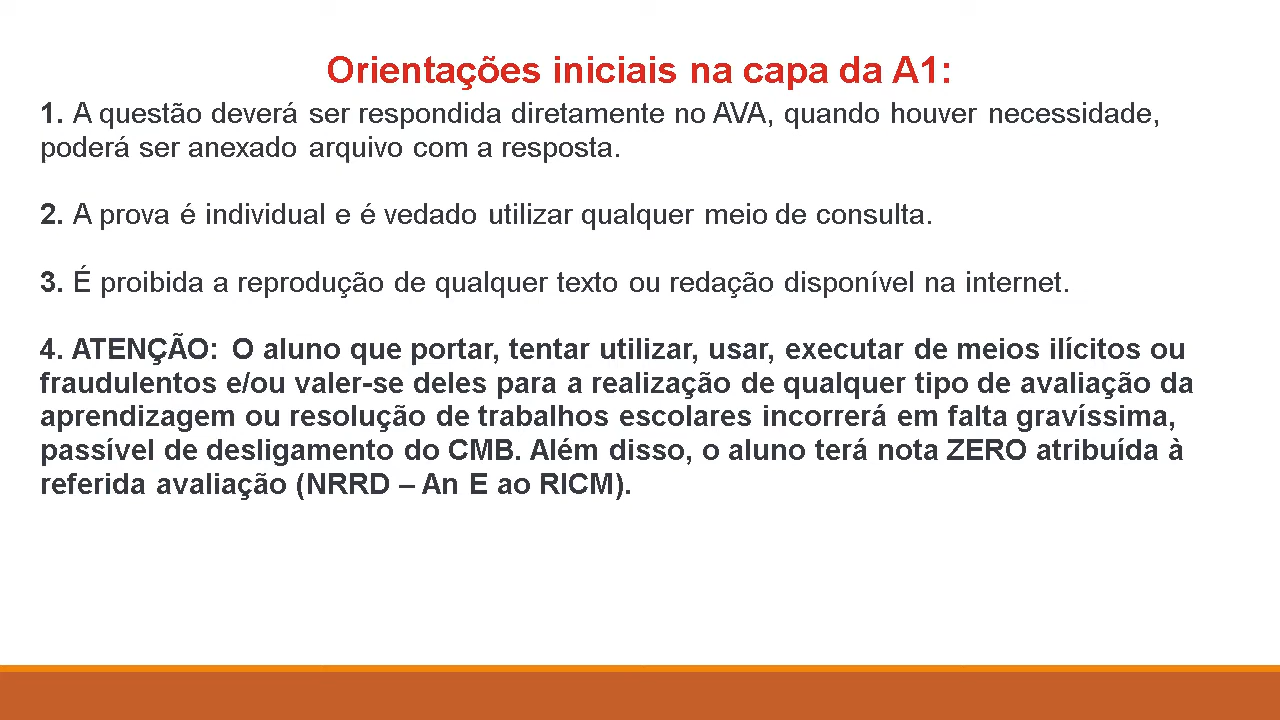 Orientações iniciais na capa da A1:
1. A questão deverá ser respondida diretamente no AVA, quando houver necessidade,
poderá ser anexado arquivo com a resposta.
2. A prova é individual e é vedado utilizar qualquer meio de consulta.
3. É proibida a reprodução de qualquer texto ou redação disponível na internet.
4. ATENÇÃO: O aluno que portar, tentar utilizar, usar, executar de meios ilícitos ou
fraudulentos e/ou valer-se deles para a realização de qualquer tipo de avaliação da
aprendizagem ou resolução de trabalhos escolares incorrerá em falta gravíssima,
passível de desligamento do CMB. Além disso, o aluno terá nota ZERO atribuída à
referida avaliação (NRRD – An E ao RICM).